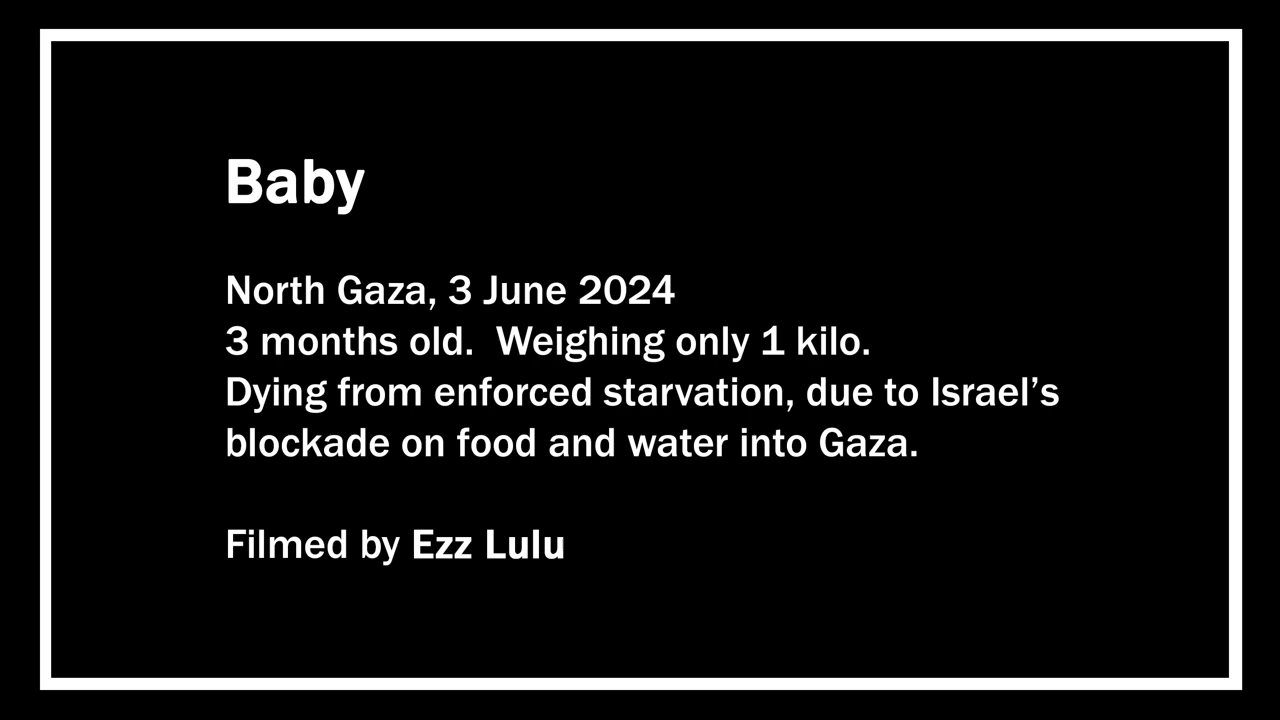 Baby
North Gaza, 3 June 2024
3 months old.  Weighing only 1 kilo.
Dying from enforced starvation, due to Israel’s
blockade on food and water into Gaza.
Filmed by Ezz Lulu